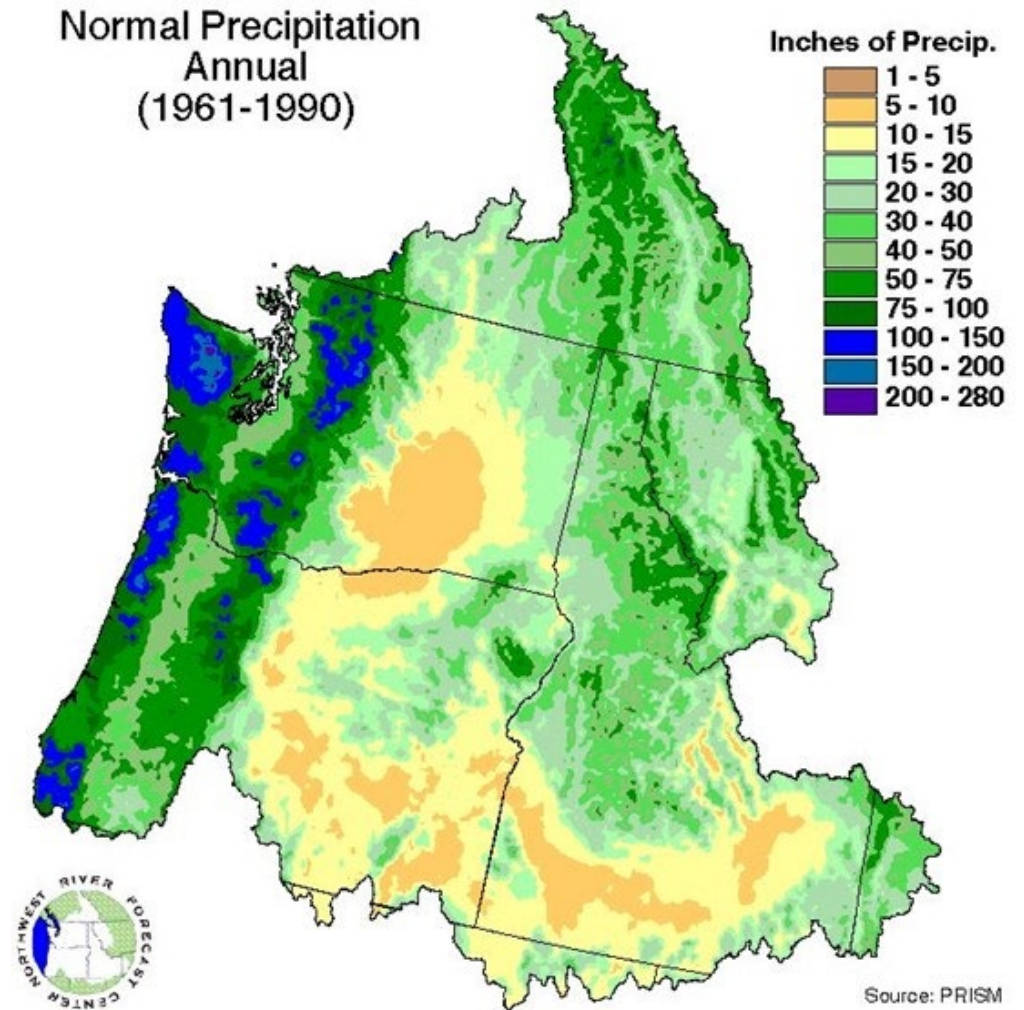 Normal Precipitation
Annual
(1961-1990)
Inches of Precip.
1 - 5
5 - 10
10 - 15
15 - 20
20 - 30
30 - 40
40 - 50
50 - 75
75 - 100
100 - 150
150 - 200
200 - 280
NORTHWEST RIVER FORECAST CENTER
Source: PRISM